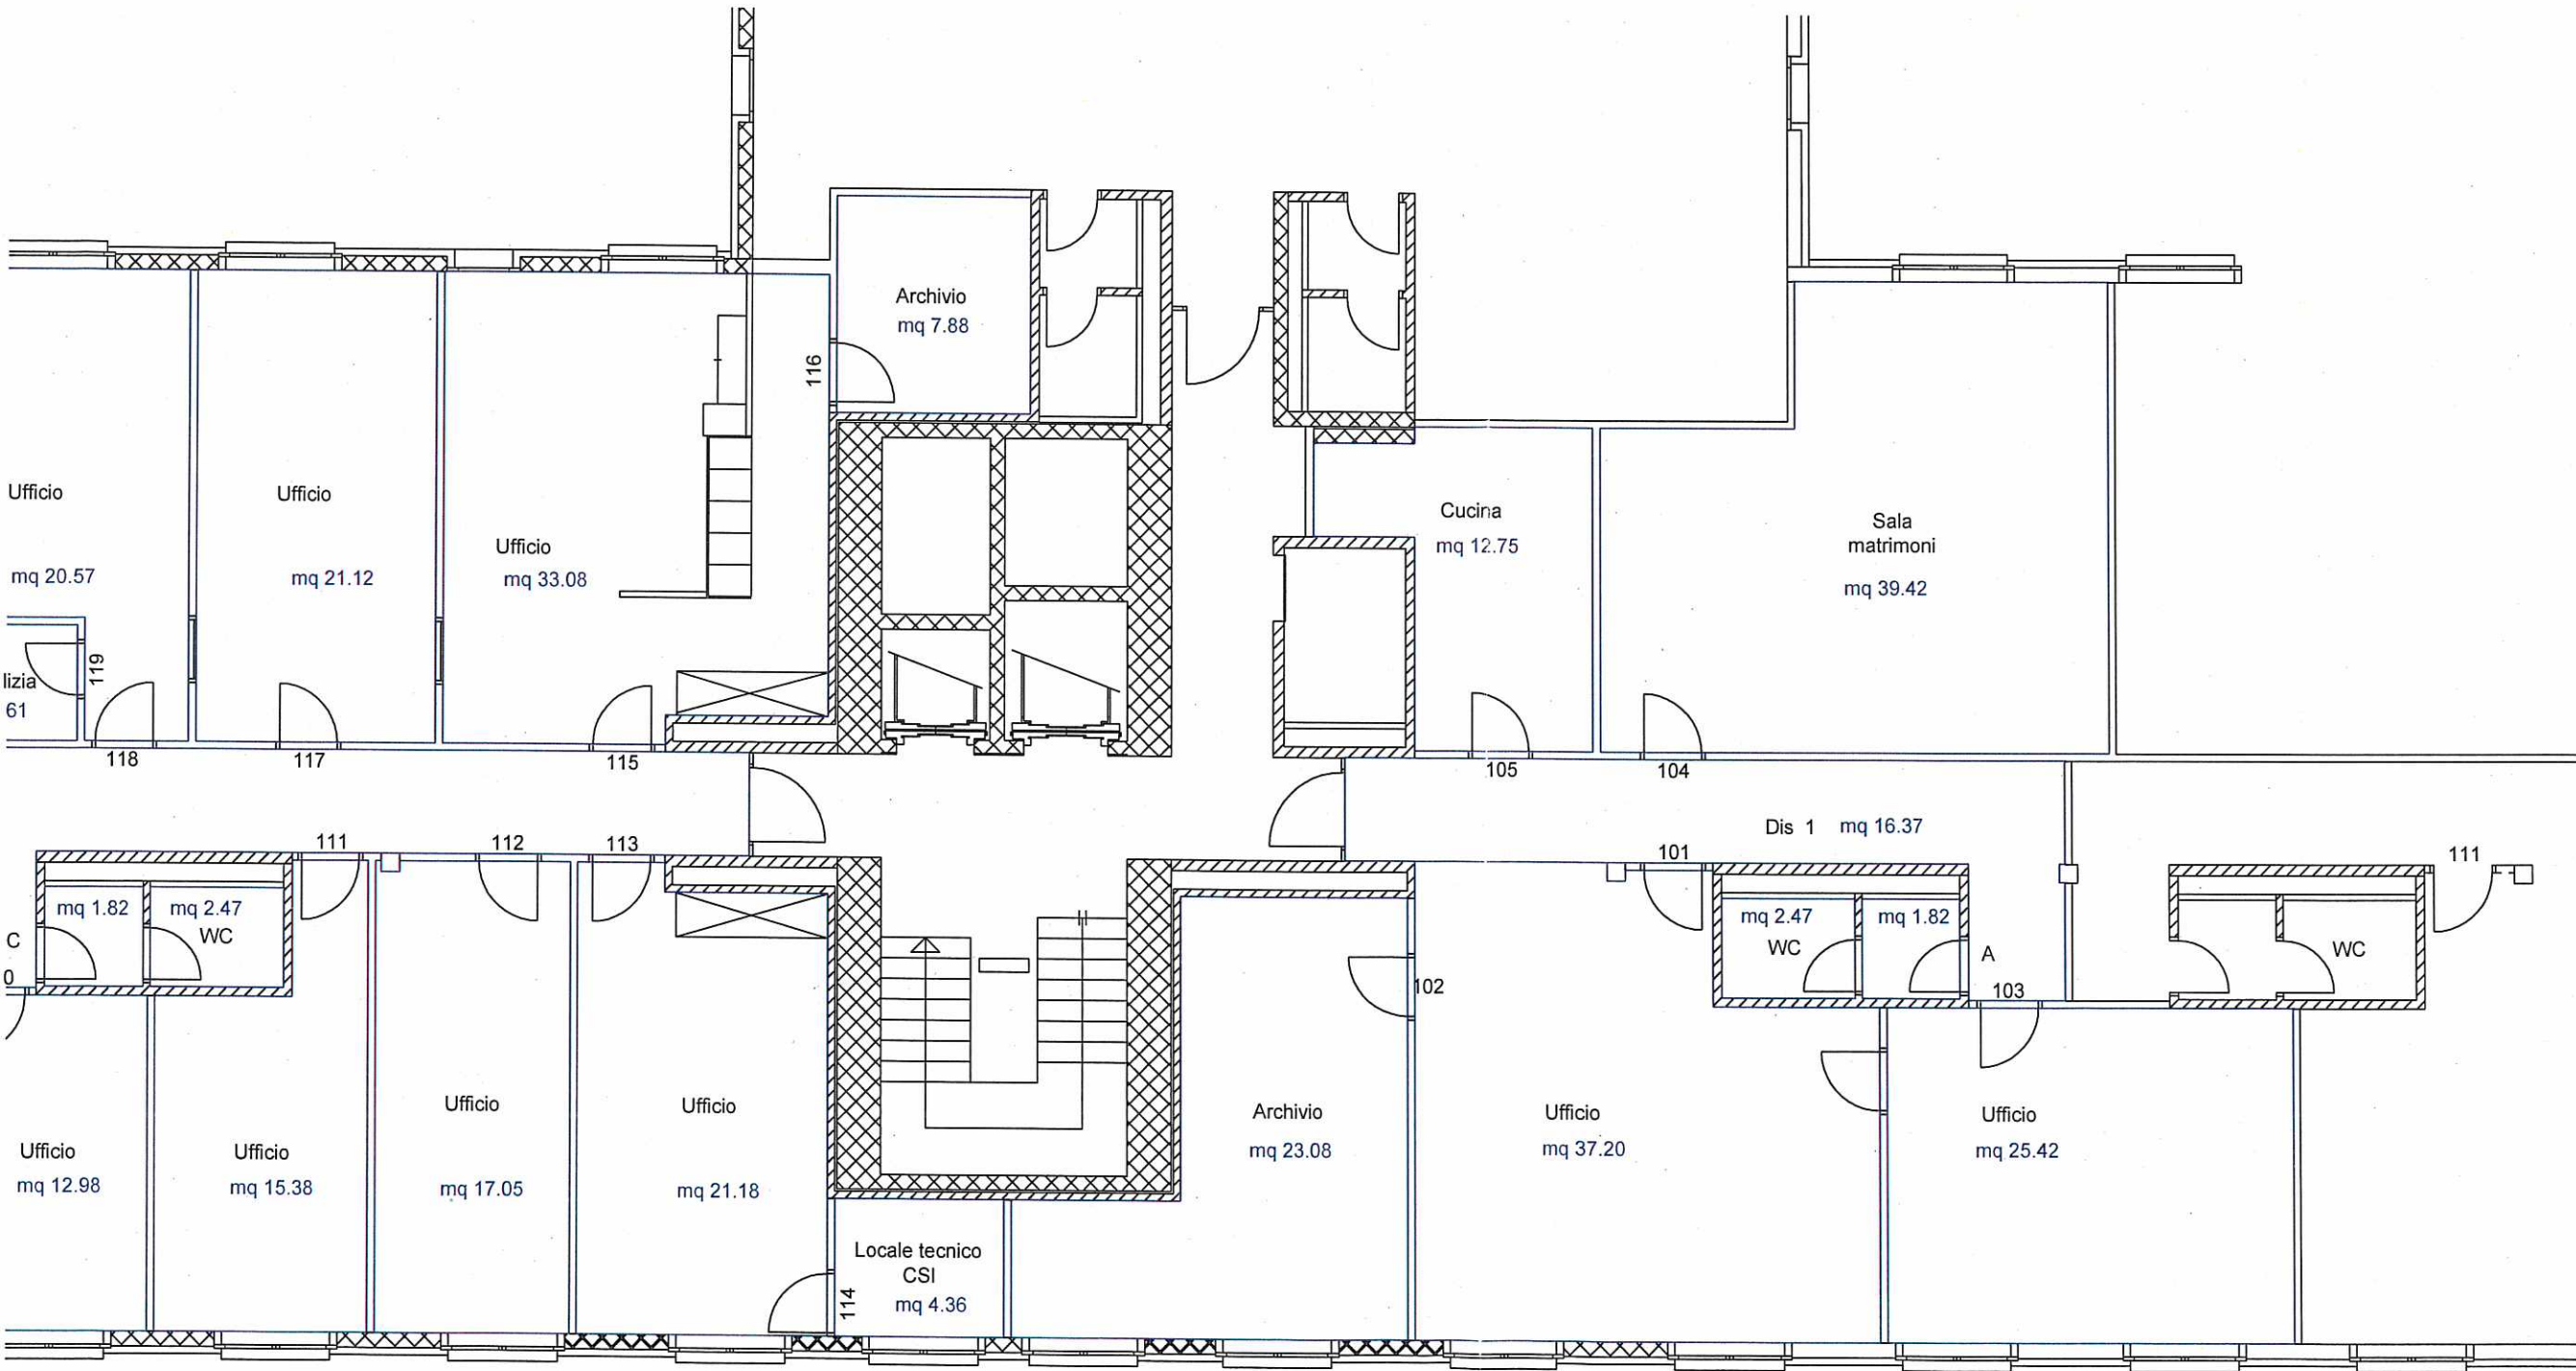 Archivio
mq 7.88
116
Ufficio
mq 20.57
Ufficio
mq 21.12
Ufficio
mq 33.08
Cucina
mq 12.75
Sala
matrimoni
mq 39.42
119
lizia
61
118
117
115
105
104
Dis 1 mq 16.37
111
112
113
101
111
mq 1.82
mq 2.47
WC
C
0
mq 2.47
WC
mq 1.82
A
WC
102
103
Ufficio
mq 12.98
Ufficio
mq 15.38
Ufficio
mq 17.05
Ufficio
mq 21.18
Archivio
mq 23.08
Ufficio
mq 37.20
Ufficio
mq 25.42
Locale tecnico
CSI
mq 4.36
114